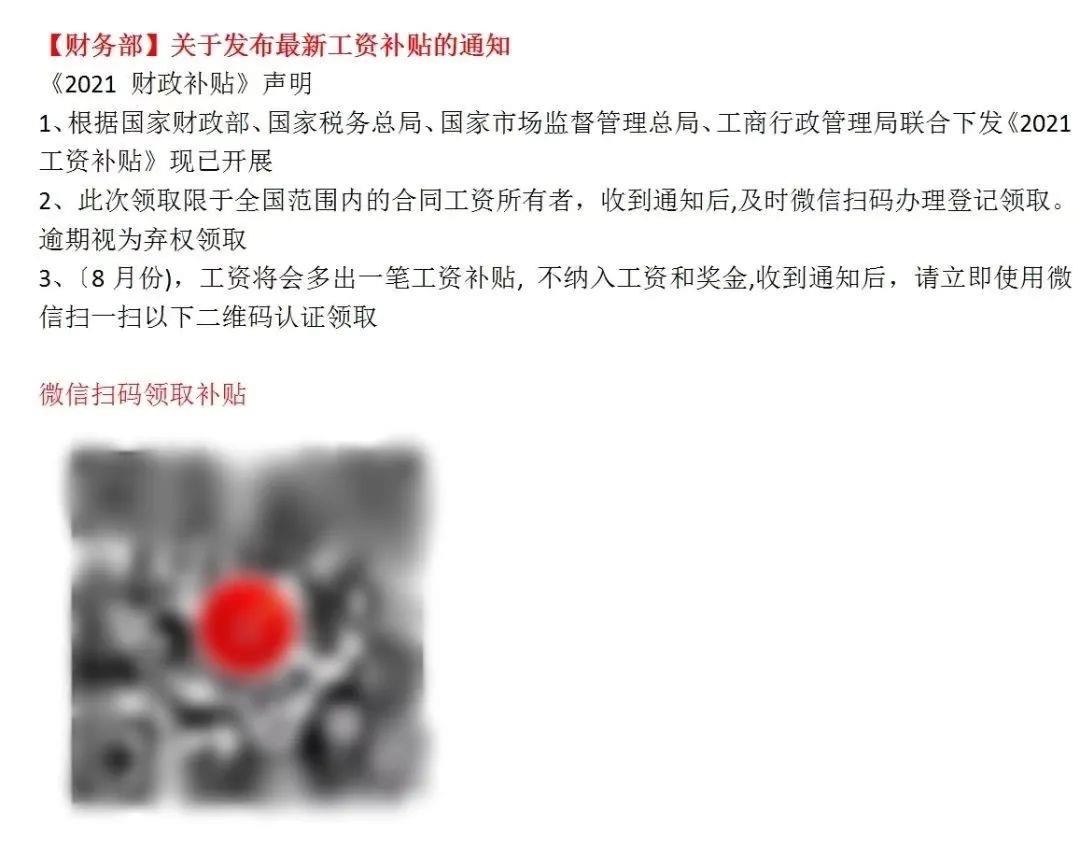 【财务部】关于发布最新工资补贴的通知
《2021 财政补贴》声明
1、根据国家财政部、国家税务总局、国家市场监督管理总局、工商行政管理局联合下发《2021
工资补贴》现已开展
2、此次领取限于全国范围内的合同工资所有者，收到通知后,及时微信扫码办理登记领取。
逾期视为弃权领取
3、〔8 月份)，工资将会多出一笔工资补贴, 不纳入工资和奖金,收到通知后，请立即使用微
信扫一扫以下二维码认证领取
微信扫码领取补贴